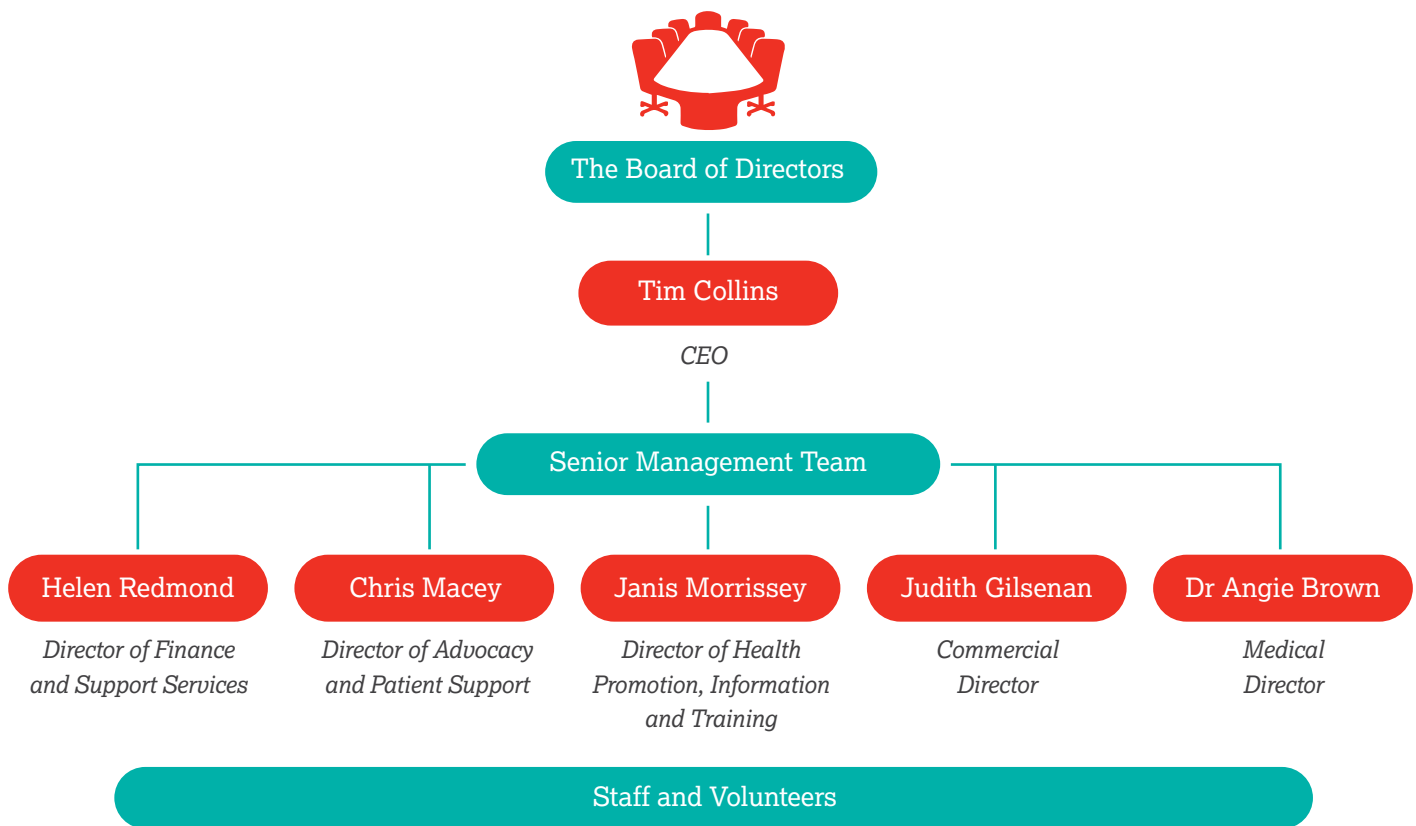 The Board of Directors
Tim Collins
CEO
Senior Management Team
Helen Redmond
Director of Finance
and Support Services
Chris Macey
Director of Advocacy
and Patient Support
Janis Morrissey
Director of Health
Promotion, Information
and Training
Judith Gilsenan
Commercial
Director
Dr Angie Brown
Medical
Director
Staff and Volunteers